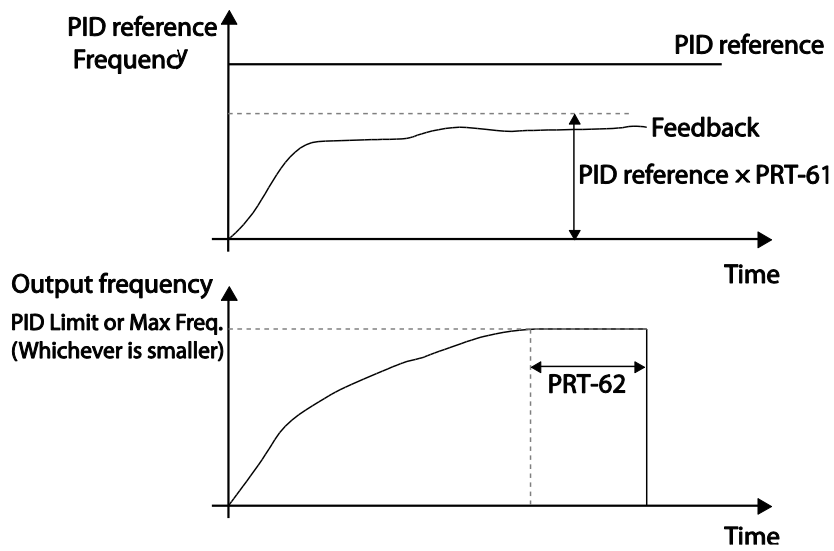 PID reference
Frequency
PID reference
Feedback
PID reference × PRT-61
Time
Output frequency
PID Limit or Max Freq.
(Whichever is smaller)
PRT-62
Time